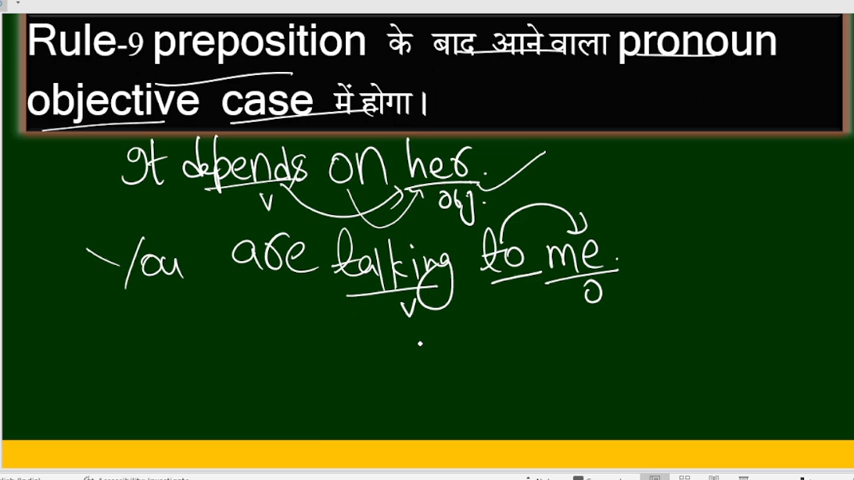 Rule-9 preposition के बाद आने वाला pronoun
objective case में होगा।
It depends on her.
V obj.
You are talking to me.
V O